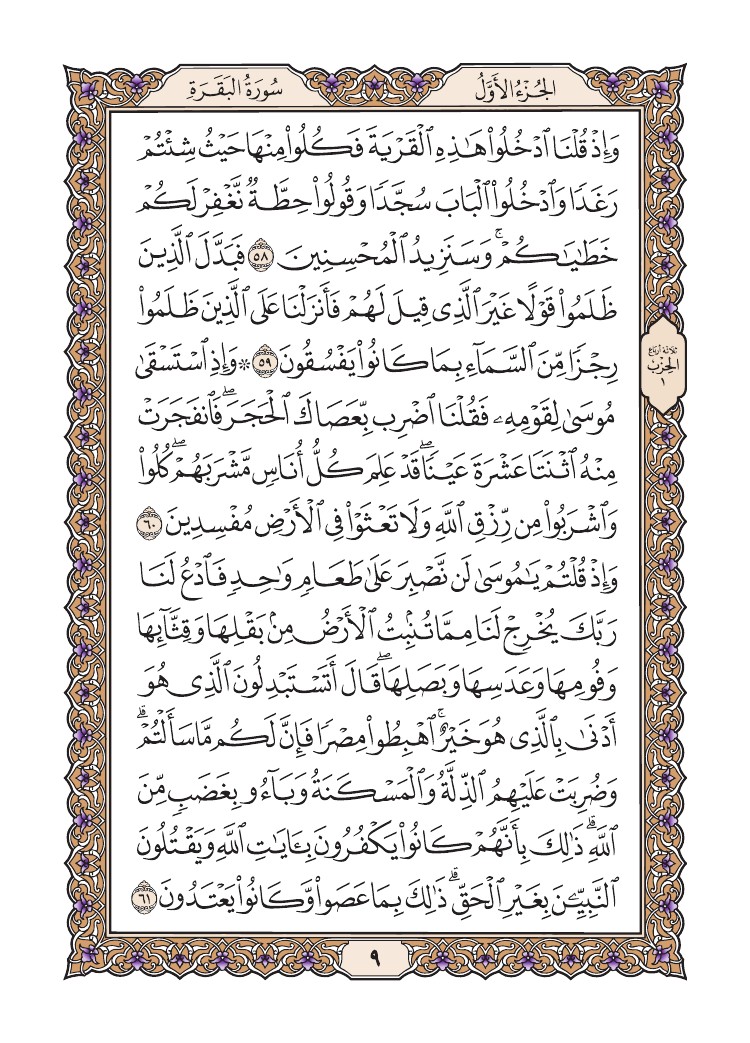 الجُزْءُ الأَوَّلُ
سُورَةُ البَقَرَةِ
وَإِذْ قُلْنَا ٱدْخُلُوا۟ هَٰذِهِ ٱلْقَرْيَةَ فَكُلُوا۟ مِنْهَا حَيْثُ شِئْتُمْ
رَغَدًا وَٱدْخُلُوا۟ ٱلْبَابَ سُجَّدًا وَقُولُوا۟ حِطَّةٌ نَّغْفِرْ لَكُمْ
خَطَٰيَٰكُمْ ۚ وَسَنَزِيدُ ٱلْمُحْسِنِينَ ٥٨ فَبَدَّلَ ٱلَّذِينَ
ظَلَمُوا۟ قَوْلًا غَيْرَ ٱلَّذِى قِيلَ لَهُمْ فَأَنزَلْنَا عَلَى ٱلَّذِينَ ظَلَمُوا۟
رِجْزًا مِّنَ ٱلسَّمَآءِ بِمَا كَانُوا۟ يَفْسُقُونَ ٥٩ ۞ وَإِذِ ٱسْتَسْقَىٰ
مُوسَىٰ لِقَوْمِهِۦ فَقُلْنَا ٱضْرِب بِّعَصَاكَ ٱلْحَجَرَ ۖ فَٱنفَجَرَتْ
مِنْهُ ٱثْنَتَا عَشْرَةَ عَيْنًا ۖ قَدْ عَلِمَ كُلُّ أُنَاسٍ مَّشْرَبَهُمْ ۖ كُلُوا۟
وَٱشْرَبُوا۟ مِن رِّزْقِ ٱللَّهِ وَلَا تَعْثَوْا۟ فِى ٱلْأَرْضِ مُفْسِدِينَ ٦٠
وَإِذْ قُلْتُمْ يَٰمُوسَىٰ لَن نَّصْبِرَ عَلَىٰ طَعَامٍ وَٰحِدٍ فَٱدْعُ لَنَا
رَبَّكَ يُخْرِجْ لَنَا مِمَّا تُنۢبِتُ ٱلْأَرْضُ مِنۢ بَقْلِهَا وَقِثَّآئِهَا
وَفُومِهَا وَعَدَسِهَا وَبَصَلِهَا ۖ قَالَ أَتَسْتَبْدِلُونَ ٱلَّذِى هُوَ
أَدْنَىٰ بِٱلَّذِى هُوَ خَيْرٌ ۚ ٱهْبِطُوا۟ مِصْرًا فَإِنَّ لَكُم مَّا سَأَلْتُمْ ۗ
وَضُرِبَتْ عَلَيْهِمُ ٱلذِّلَّةُ وَٱلْمَسْكَنَةُ وَبَآءُو بِغَضَبٍ مِّنَ
ٱللَّهِ ۗ ذَٰلِكَ بِأَنَّهُمْ كَانُوا۟ يَكْفُرُونَ بِـَٔايَٰتِ ٱللَّهِ وَيَقْتُلُونَ
ٱلنَّبِيِّـۧنَ بِغَيْرِ ٱلْحَقِّ ۗ ذَٰلِكَ بِمَا عَصَوا۟ وَّكَانُوا۟ يَعْتَدُونَ ٦١
ثلاثة أرباع
الحزب
١
٩